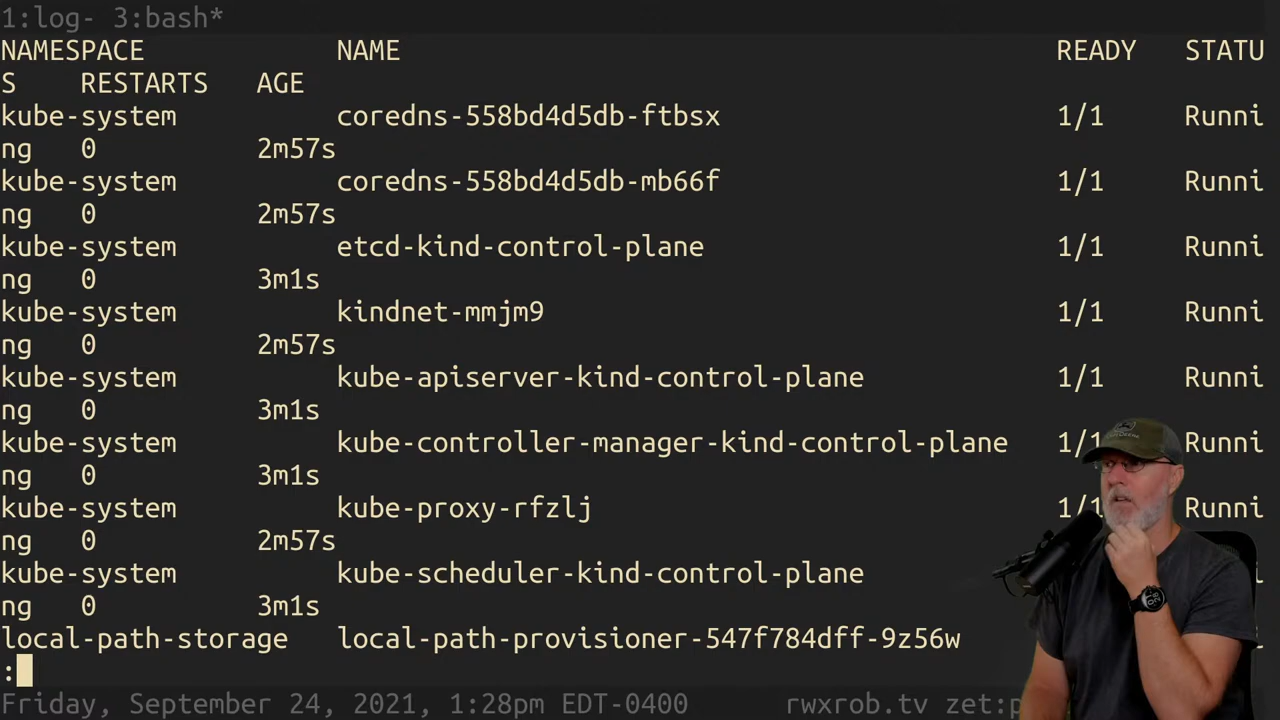 1:log- 3:bash*
NAMESPACE NAME READY STATU
S RESTARTS AGE
kube-system coredns-558bd4d5db-ftbsx 1/1 Runni
ng 0 2m57s
kube-system coredns-558bd4d5db-mb66f 1/1 Runni
ng 0 2m57s
kube-system etcd-kind-control-plane 1/1 Runni
ng 0 3m1s
kube-system kindnet-mmjm9 1/1 Runni
ng 0 2m57s
kube-system kube-apiserver-kind-control-plane 1/1 Runni
ng 0 3m1s
kube-system kube-controller-manager-kind-control-plane 1/1 Runni
ng 0 3m1s
kube-system kube-proxy-rfzlj 1/1 Runni
ng 0 2m57s
kube-system kube-scheduler-kind-control-plane
ng 0 3m1s
local-path-storage local-path-provisioner-547f784dff-9z56w
:
Friday, September 24, 2021, 1:28pm EDT-0400 rwxrob.tv zet:p